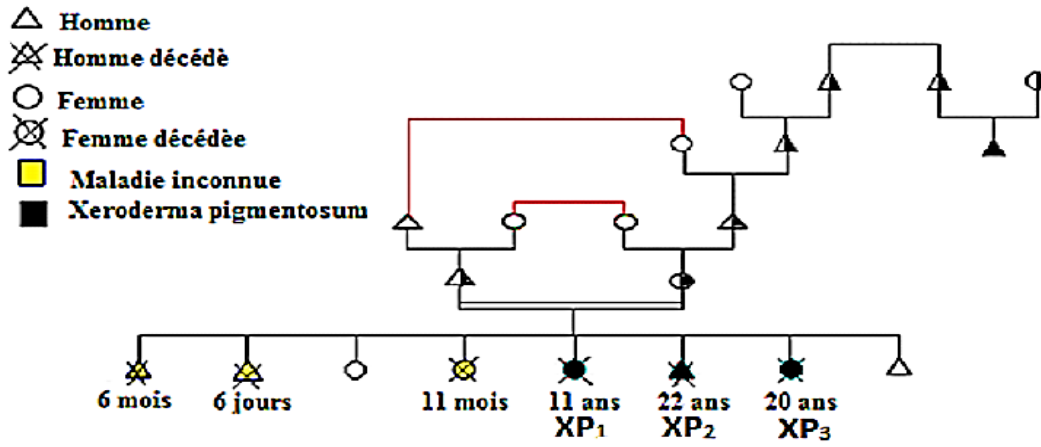 Homme
Homme décédè
Femme
Femme décédèe
Maladie inconnue
Xeroderma pigmentosum
6 mois 6 jours 11 mois 11 ans 22 ans 20 ans
XP₁ XP₂ XP₃